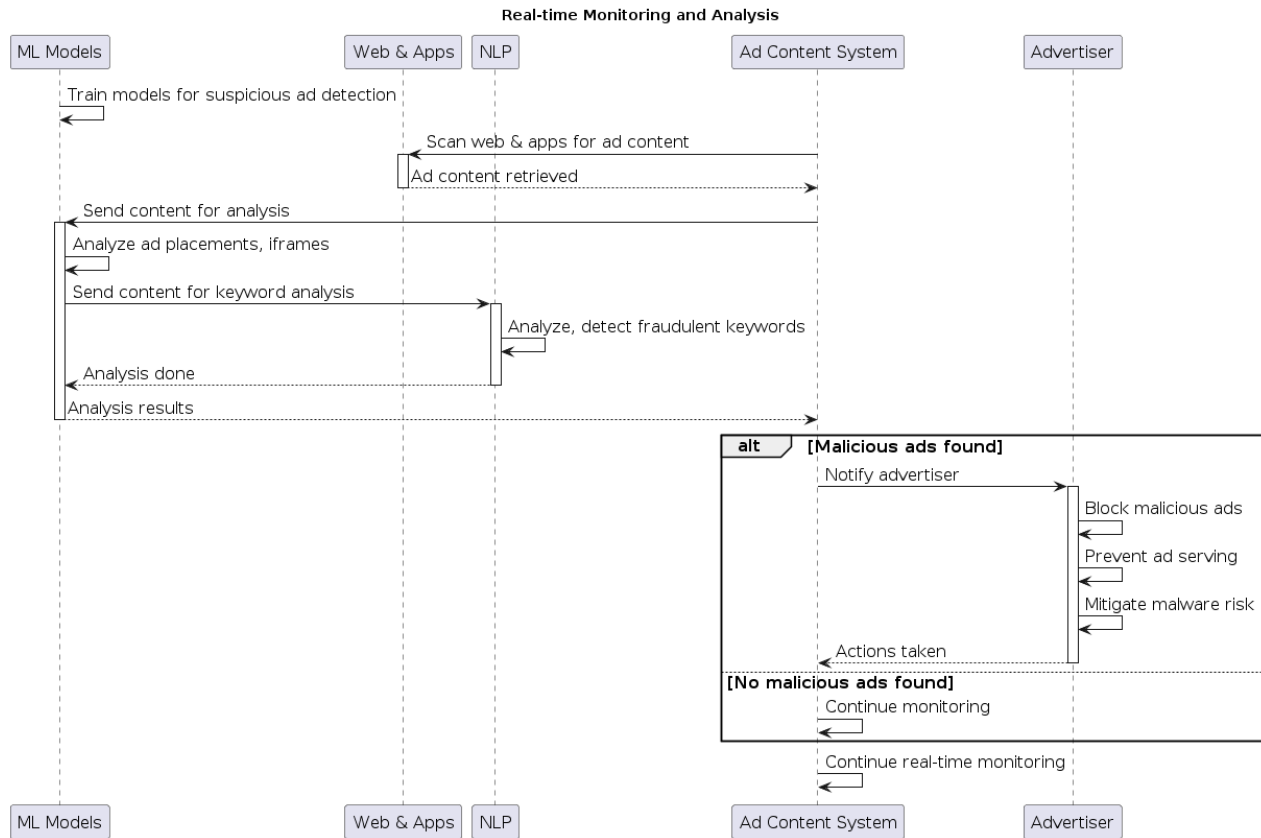 Real-time Monitoring and Analysis
ML Models Web & Apps NLP Ad Content System Advertiser
Train models for suspicious ad detection
Scan web & apps for ad content
Ad content retrieved
Send content for analysis
Analyze ad placements, iframes
Send content for keyword analysis
Analyze, detect fraudulent keywords
Analysis done
Analysis results
alt [Malicious ads found]
Notify advertiser
Block malicious ads
Prevent ad serving
Mitigate malware risk
Actions taken
[No malicious ads found]
Continue monitoring
Continue real-time monitoring
ML Models Web & Apps NLP Ad Content System Advertiser